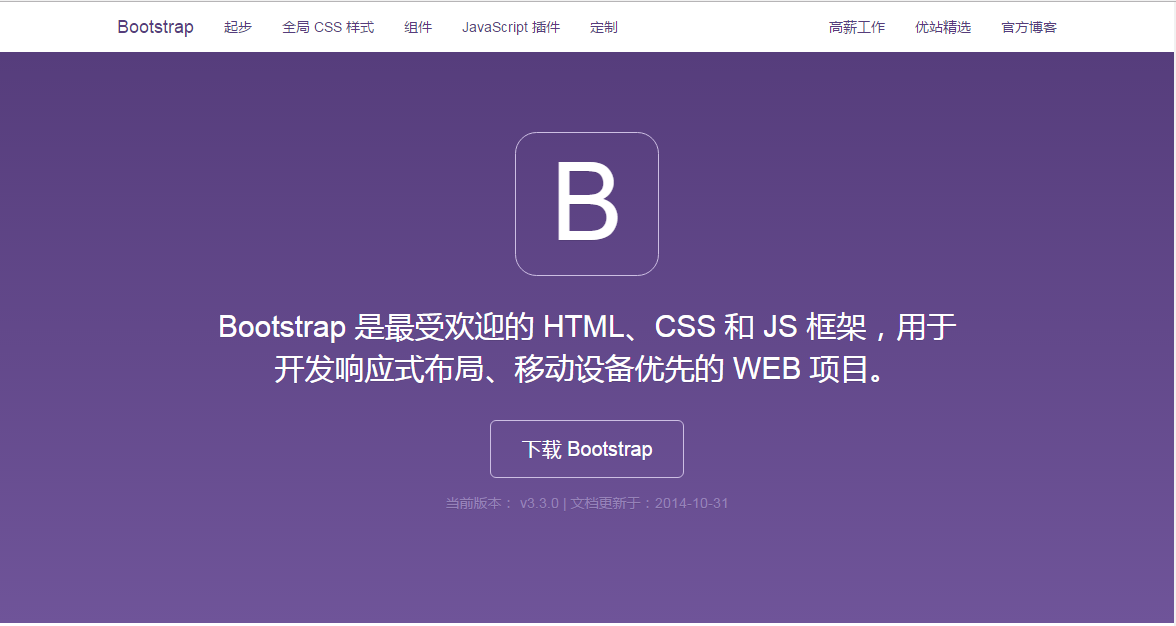 Bootstrap 起步 全局 CSS 样式 组件 JavaScript 插件 定制 高薪工作 优站精选 官方博客
B
Bootstrap 是最受欢迎的 HTML、CSS 和 JS 框架，用于
开发响应式布局、移动设备优先的 WEB 项目。
下载 Bootstrap
当前版本： v3.3.0 | 文档更新于：2014-10-31